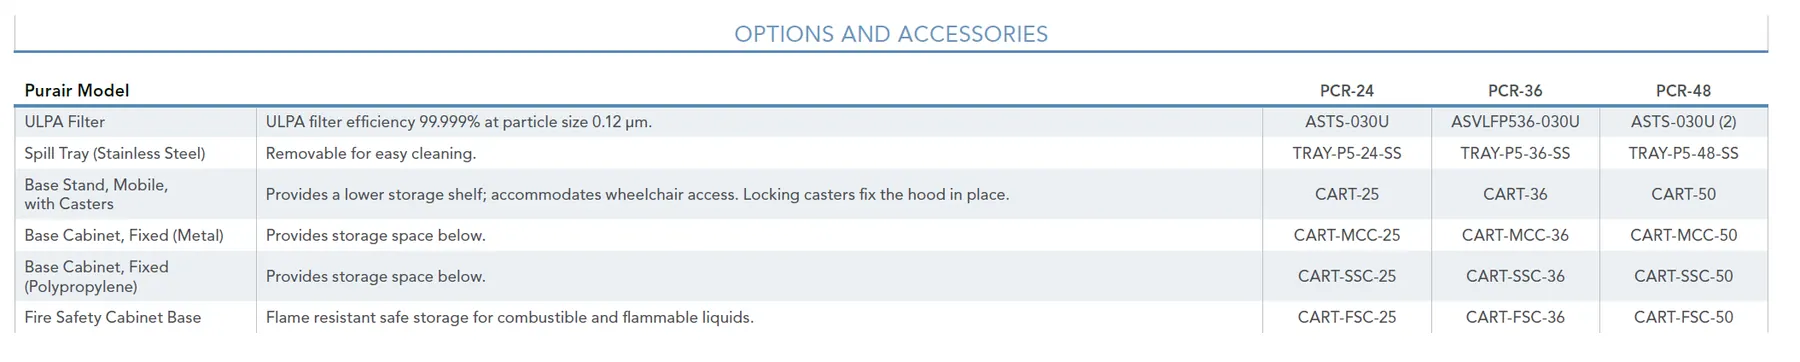 OPTIONS AND ACCESSORIES
Purair Model PCR-24 PCR-36 PCR-48
ULPA Filter ULPA filter efficiency 99.999% at particle size 0.12 µm. ASTS-030U ASVLFP536-030U ASTS-030U (2)
Spill Tray (Stainless Steel) Removable for easy cleaning. TRAY-P5-24-SS TRAY-P5-36-SS TRAY-P5-48-SS
Base Stand, Mobile,
with Casters Provides a lower storage shelf; accommodates wheelchair access. Locking casters fix the hood in place. CART-25 CART-36 CART-50
Base Cabinet, Fixed (Metal) Provides storage space below. CART-MCC-25 CART-MCC-36 CART-MCC-50
Base Cabinet, Fixed
(Polypropylene) Provides storage space below. CART-SSC-25 CART-SSC-36 CART-SSC-50
Fire Safety Cabinet Base Flame resistant safe storage for combustible and flammable liquids. CART-FSC-25 CART-FSC-36 CART-FSC-50